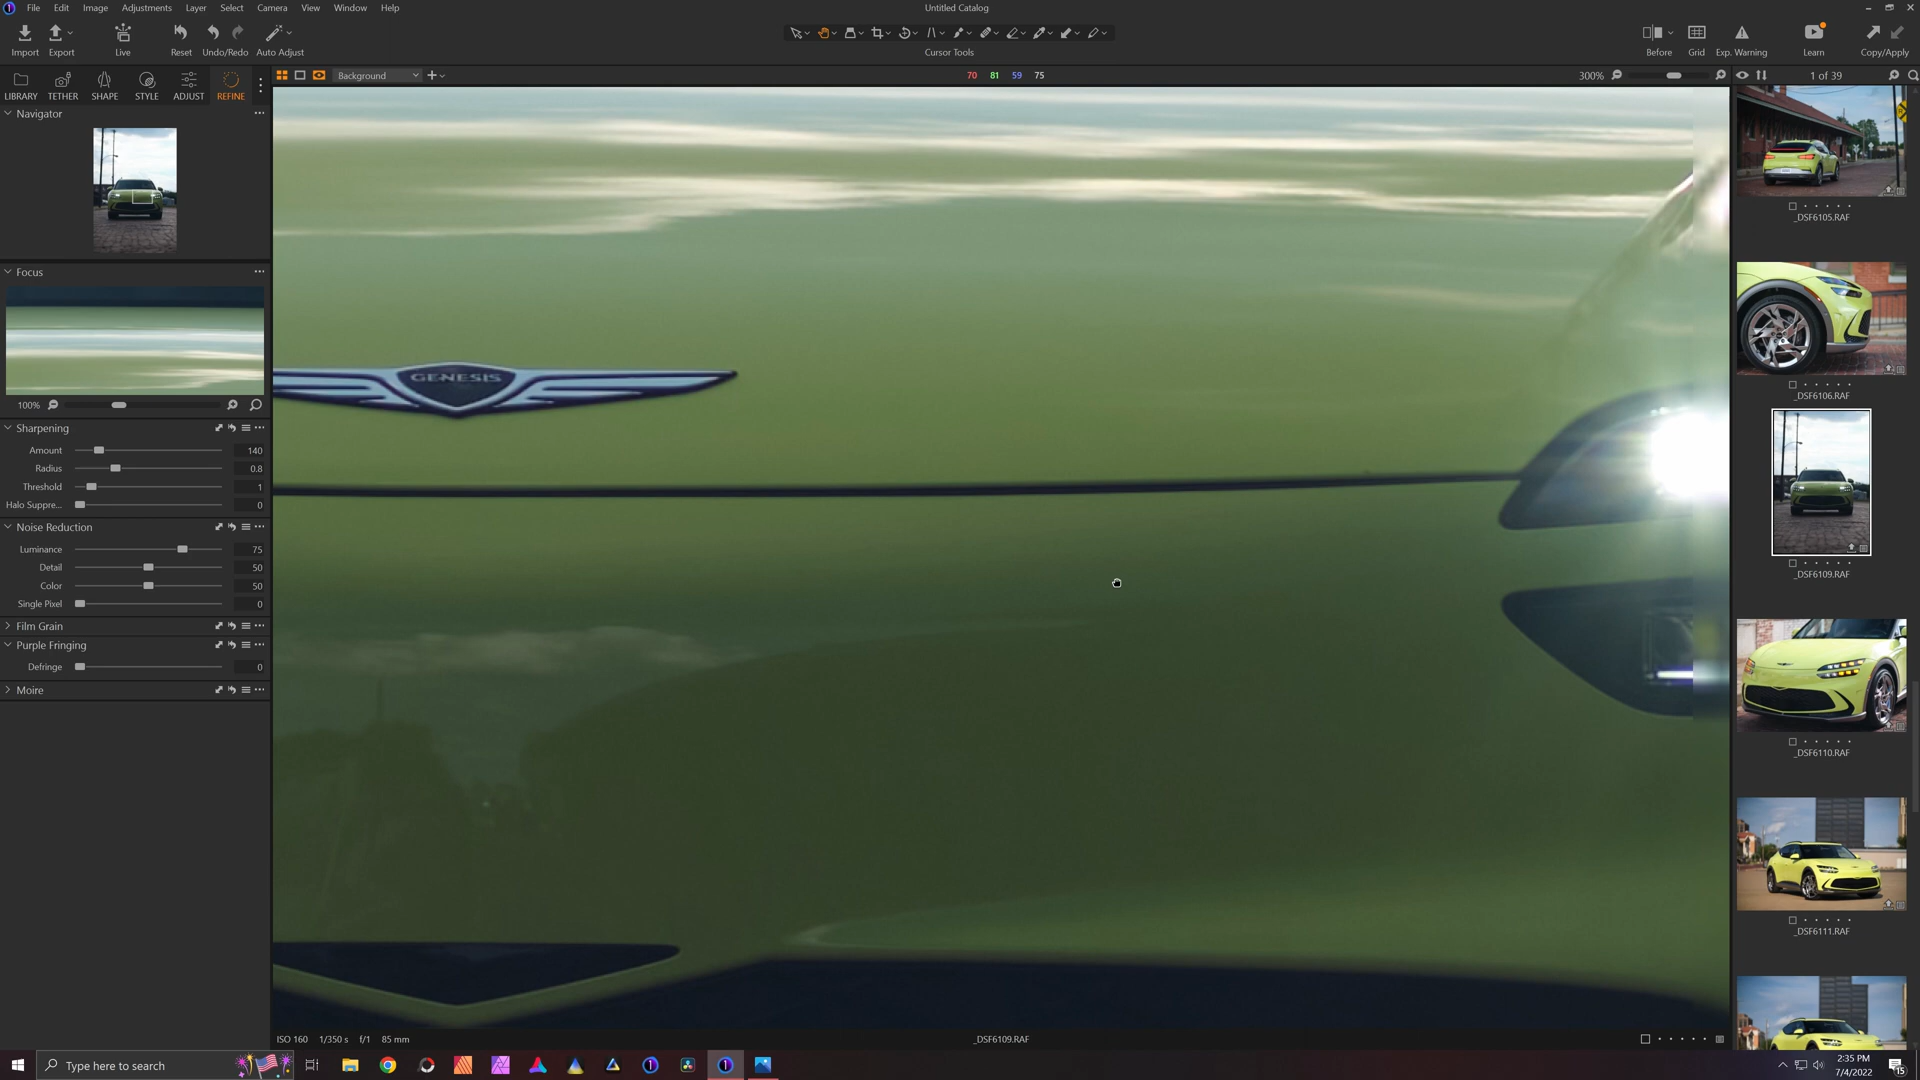 File Edit Image Adjustments Layer Select Camera View Window Help
Untitled Catalog
Import Export Live Reset Undo/Redo Auto Adjust
Cursor Tools
Before Grid Exp. Warning Learn Copy/Apply
LIBRARY TETHER SHAPE STYLE ADJUST REFINE
Background
70 81 59 75
300%
1 of 39
Navigator
Focus
100%
Sharpening
Amount 140
Radius 0.8
Threshold 1
Halo Suppre... 0
Noise Reduction
Luminance 75
Detail 50
Color 50
Single Pixel 0
Film Grain
Purple Fringing
Defringe 0
Moire
GENESIS
_DSF6105.RAF
_DSF6106.RAF
_DSF6109.RAF
_DSF6110.RAF
_DSF6111.RAF
ISO 160 1/350 s f/1 85 mm
_DSF6109.RAF
Type here to search
2:35 PM
7/4/2022
15